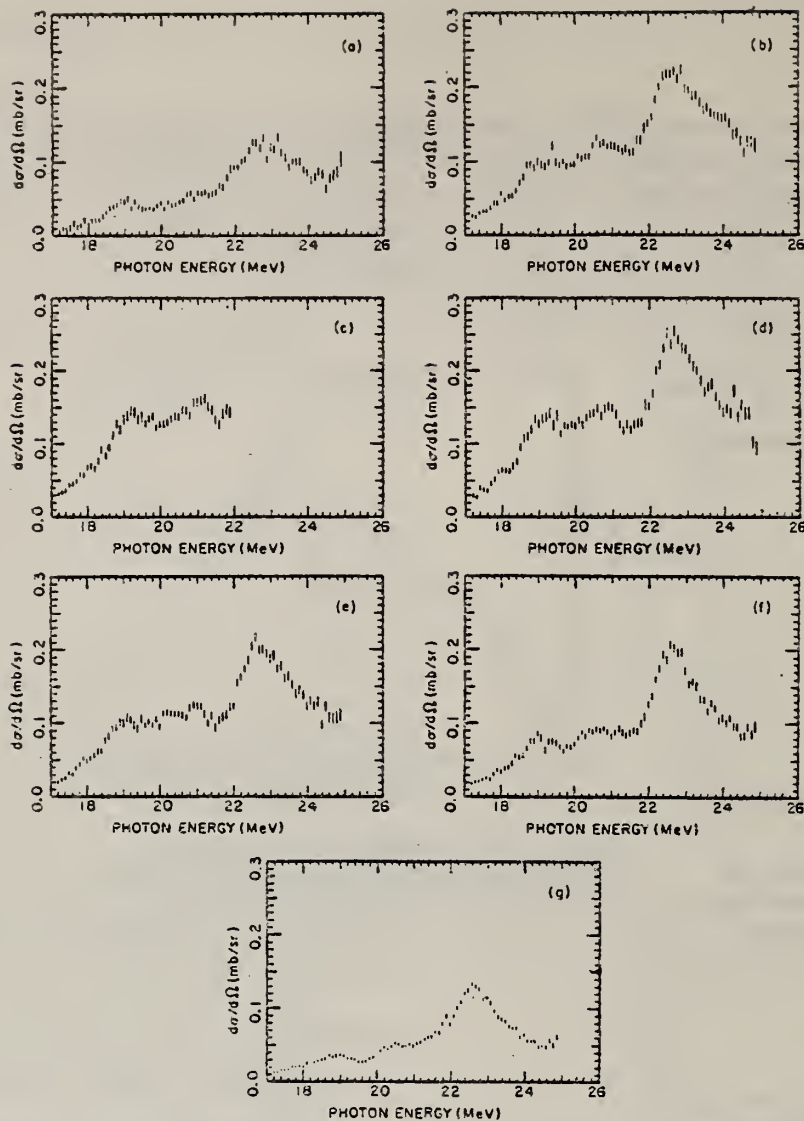 0.3 0.3
(a) (b)
dσ/dΩ (mb/sr) dσ/dΩ (mb/sr)
0.2 0.2
0.1 0.1
0.0 0.0
18 20 22 24 26 18 20 22 24 26
PHOTON ENERGY (MeV) PHOTON ENERGY (MeV)
0.3 0.3
(c) (d)
dσ/dΩ (mb/sr) dσ/dΩ (mb/sr)
0.2 0.2
0.1 0.1
0.0 0.0
18 20 22 24 26 18 20 22 24 26
PHOTON ENERGY (MeV) PHOTON ENERGY (MeV)
0.3 0.3
(e) (f)
dσ/dΩ (mb/sr) dσ/dΩ (mb/sr)
0.2 0.2
0.1 0.1
0.0 0.0
18 20 22 24 26 18 20 22 24 26
PHOTON ENERGY (MeV) PHOTON ENERGY (MeV)
0.3
(g)
dσ/dΩ (mb/sr)
0.2
0.1
0.0
18 20 22 24 26
PHOTON ENERGY (MeV)